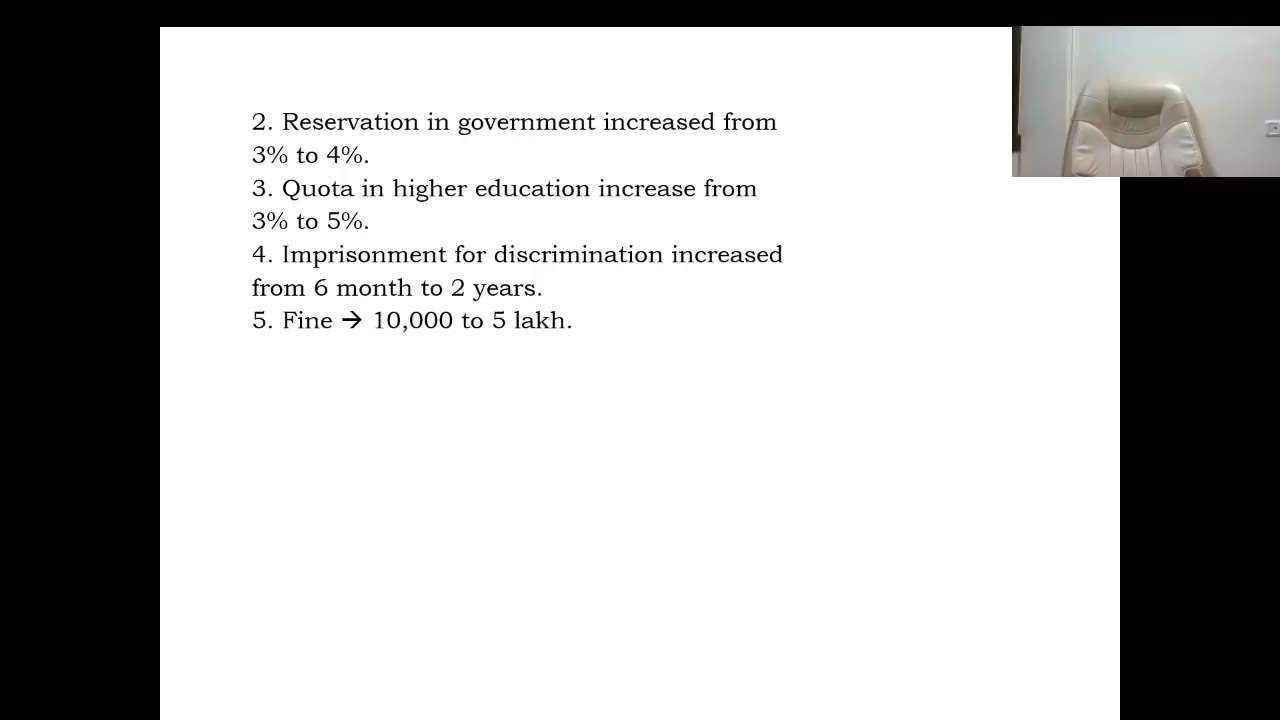 2. Reservation in government increased from
3% to 4%.
3. Quota in higher education increase from
3% to 5%.
4. Imprisonment for discrimination increased
from 6 month to 2 years.
5. Fine → 10,000 to 5 lakh.